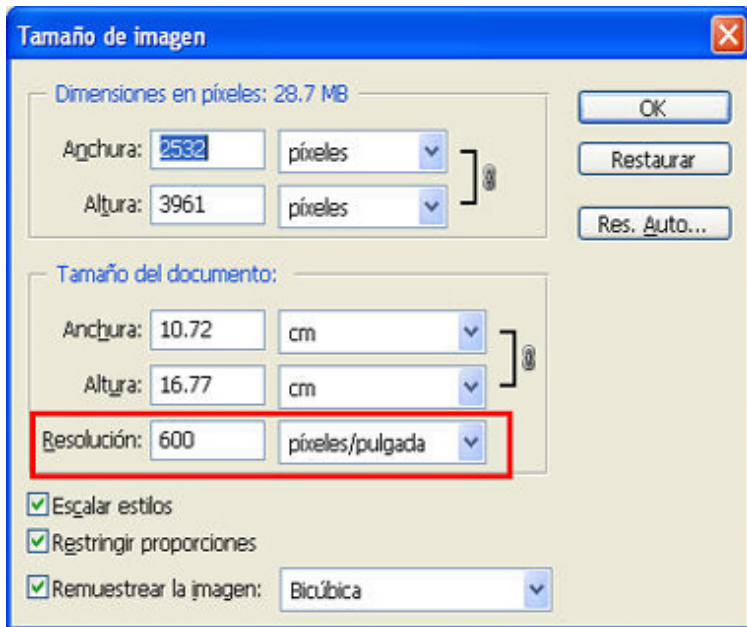 Tamaño de imagen
Dimensiones en píxeles: 28.7 MB
OK
Anchura: 2532 píxeles
Restaurar
Altura: 3961 píxeles
Res. Auto...
Tamaño del documento:
Anchura: 10.72 cm
Altura: 16.77 cm
Resolución: 600 píxeles/pulgada
Escalar estilos
Restringir proporciones
Remuestrear la imagen: Bicúbica